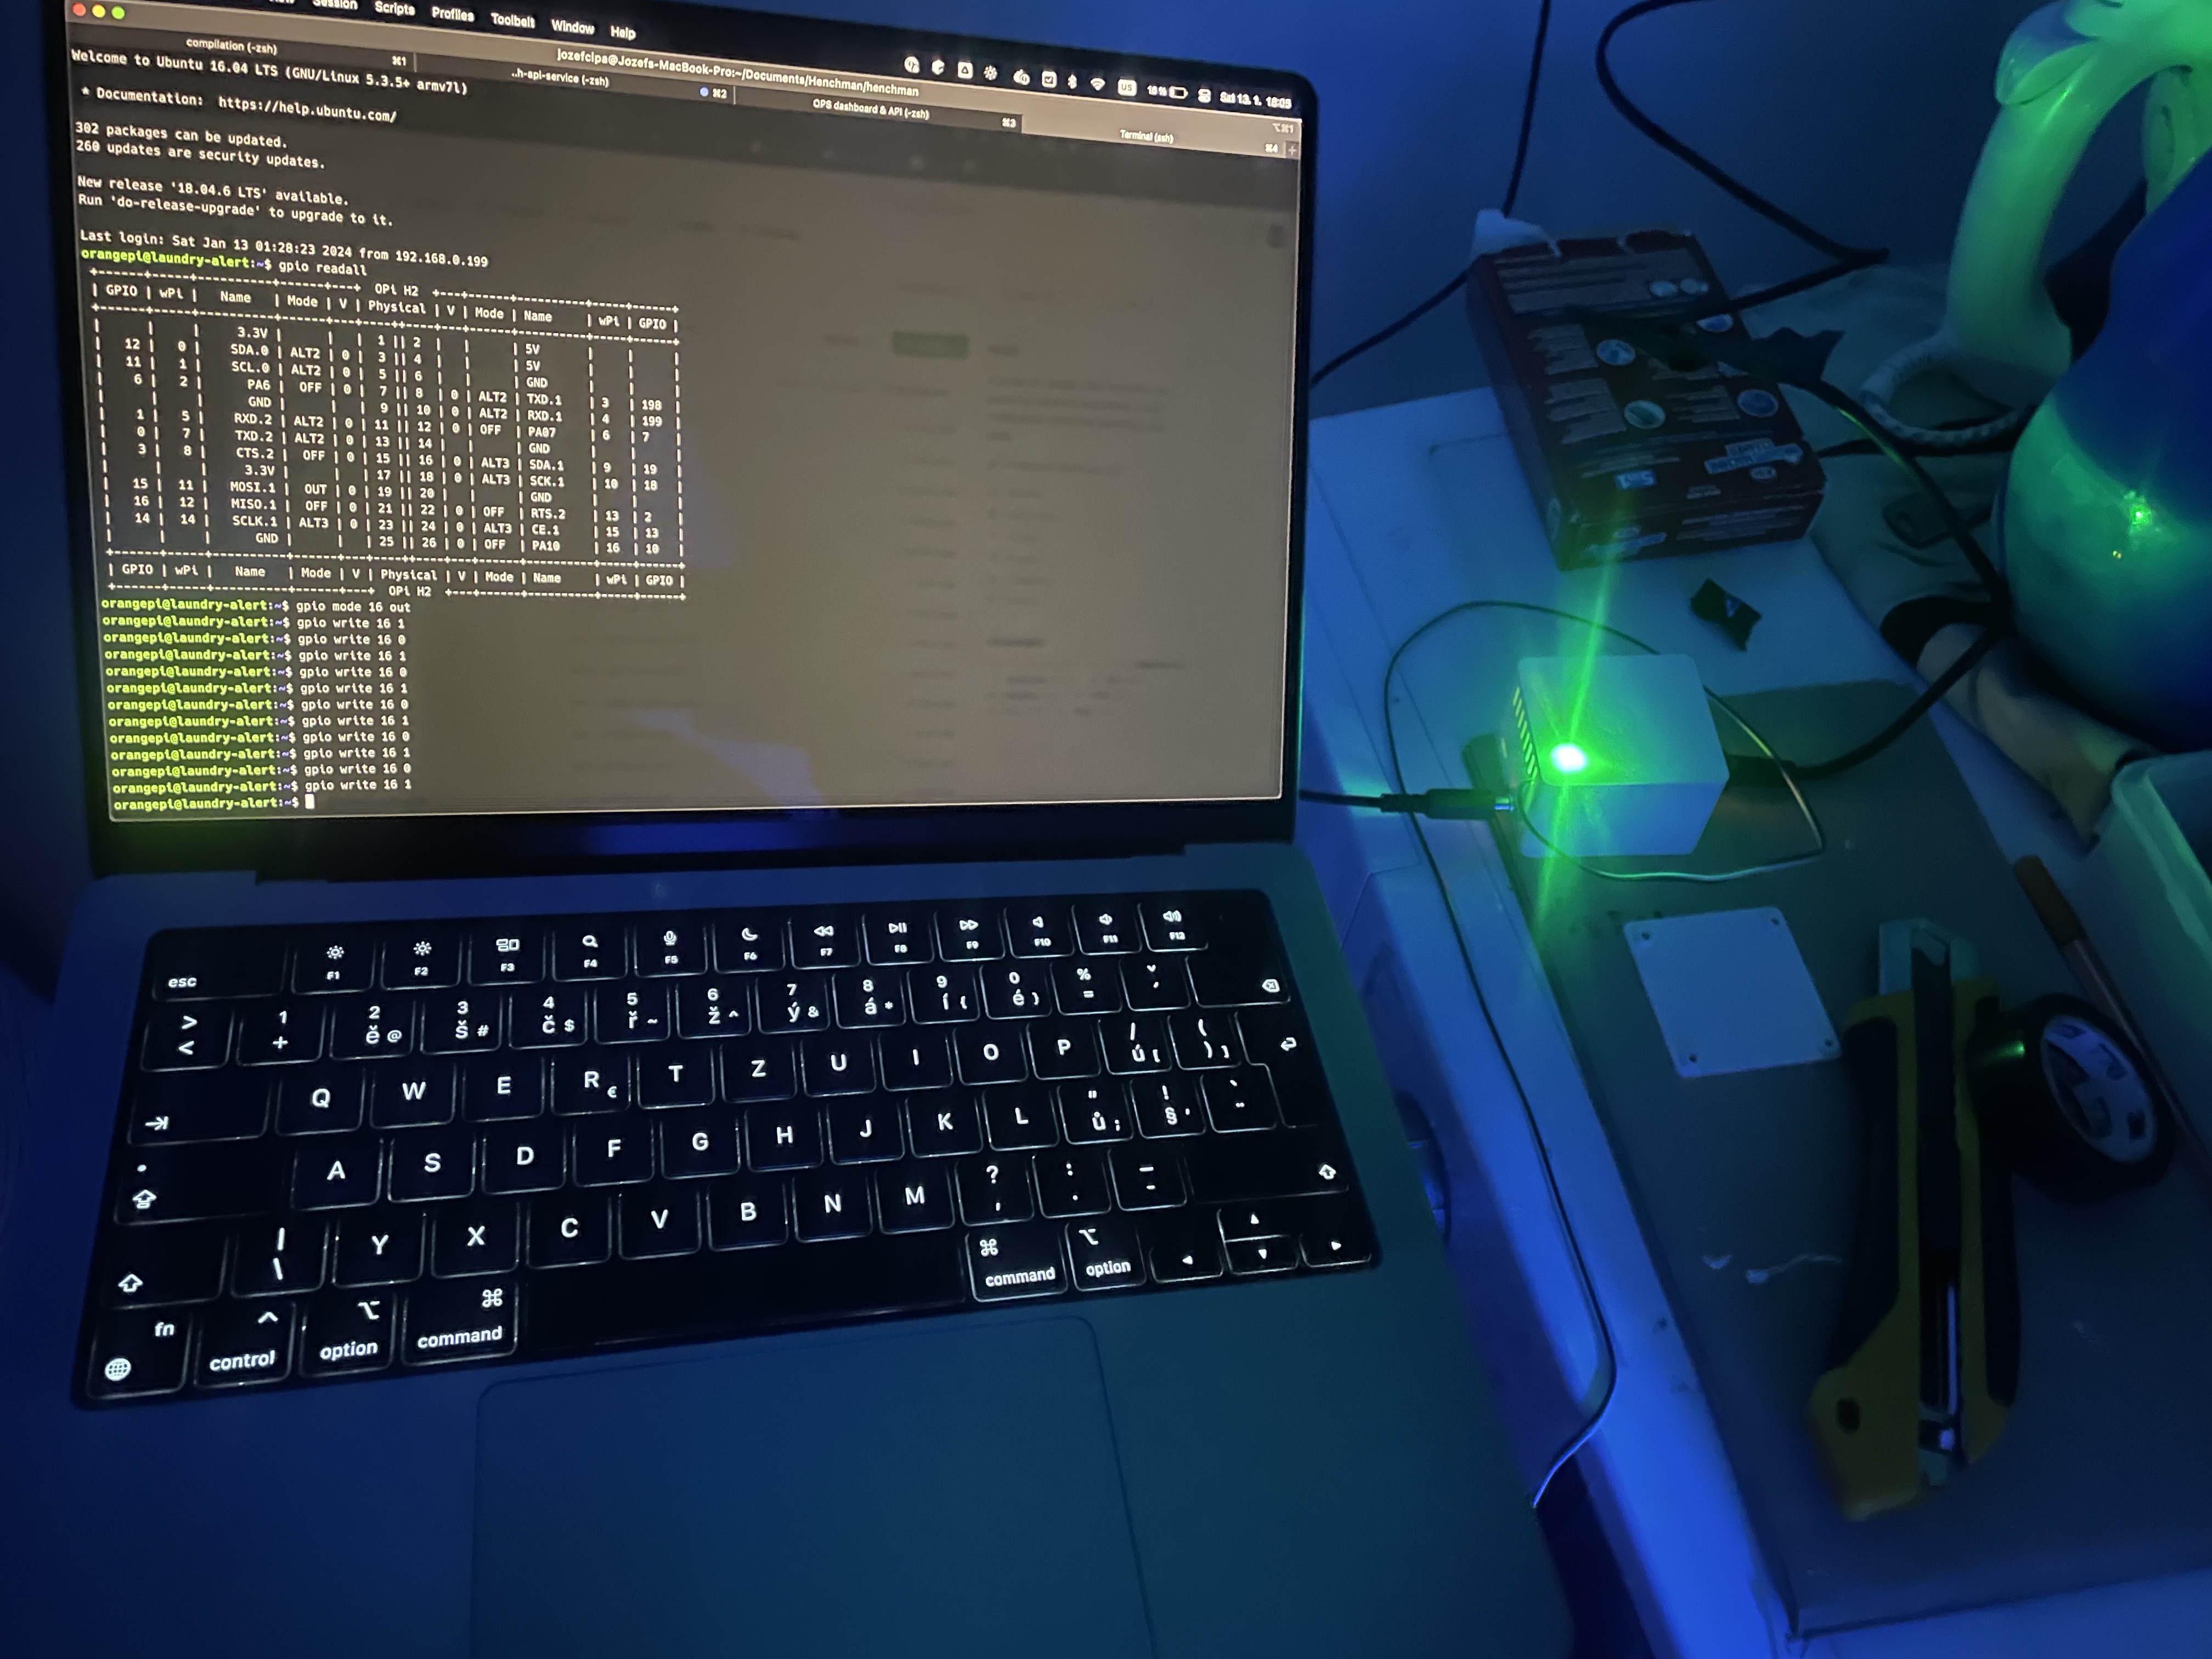 Session Scripts Profiles Toolbelt Window Help
18 % US Sat 13. 1. 18:05
jozefcipa@Jozefs-MacBook-Pro:~/Documents/Henchman/henchman
⌥⌘1
compilation (-zsh) ⌘1
..h-api-service (-zsh) ⌘2
OPS dashboard & API (-zsh) ⌘3
Terminal (ssh) ⌘4 +
Welcome to Ubuntu 16.04 LTS (GNU/Linux 5.3.5+ armv7l)
* Documentation: https://help.ubuntu.com/
302 packages can be updated.
260 updates are security updates.
New release '18.04.6 LTS' available.
Run 'do-release-upgrade' to upgrade to it.
Last login: Sat Jan 13 01:28:23 2024 from 192.168.0.199
orangepi@laundry-alert:~$ gpio readall
+------+-----+----------+------+---+ OPi H2 +---+------+---------+-----+------+
| GPIO | wPi | Name | Mode | V | Physical | V | Mode | Name | wPi | GPIO |
| | | 3.3V | | | 1 || 2 | | | 5V | | |
| 12 | 0 | SDA.0 | ALT2 | 0 | 3 || 4 | | | 5V | | |
| 11 | 1 | SCL.0 | ALT2 | 0 | 5 || 6 | | | GND | | |
| 6 | 2 | PA6 | OFF | 0 | 7 || 8 | 0 | ALT2 | TXD.1 | 3 | 198 |
| | | GND | | | 9 || 10 | 0 | ALT2 | RXD.1 | 4 | 199 |
| 1 | 5 | RXD.2 | ALT2 | 0 | 11 || 12 | 0 | OFF | PA07 | 6 | 7 |
| 0 | 7 | TXD.2 | ALT2 | 0 | 13 || 14 | | | GND | | |
| 3 | 8 | CTS.2 | OFF | 0 | 15 || 16 | 0 | ALT3 | SDA.1 | 9 | 19 |
| | | 3.3V | | | 17 || 18 | 0 | ALT3 | SCK.1 | 10 | 18 |
| 15 | 11 | MOSI.1 | OUT | 0 | 19 || 20 | | | GND | | |
| 16 | 12 | MISO.1 | OFF | 0 | 21 || 22 | 0 | OFF | RTS.2 | 13 | 2 |
| 14 | 14 | SCLK.1 | ALT3 | 0 | 23 || 24 | 0 | ALT3 | CE.1 | 15 | 13 |
| | | GND | | | 25 || 26 | 0 | OFF | PA10 | 16 | 10 |
| GPIO | wPi | Name | Mode | V | Physical | V | Mode | Name | wPi | GPIO |
+------+-----+----------+------+---+ OPi H2 +---+------+---------+-----+------+
orangepi@laundry-alert:~$ gpio mode 16 out
orangepi@laundry-alert:~$ gpio write 16 1
orangepi@laundry-alert:~$ gpio write 16 0
orangepi@laundry-alert:~$ gpio write 16 1
orangepi@laundry-alert:~$ gpio write 16 0
orangepi@laundry-alert:~$ gpio write 16 1
orangepi@laundry-alert:~$ gpio write 16 0
orangepi@laundry-alert:~$ gpio write 16 1
orangepi@laundry-alert:~$ gpio write 16 0
orangepi@laundry-alert:~$ gpio write 16 1
orangepi@laundry-alert:~$ gpio write 16 0
orangepi@laundry-alert:~$ gpio write 16 1
orangepi@laundry-alert:~$
esc F1 F2 F3 F4 F5 F6 F7 F8 F9 F10 F11 F12
> < 1 + 2 ě @ 3 š # 4 č $ 5 ř ~ 6 ž ^ 7 ý & 8 á * 9 í { 0 é } % = ˇ ´
Q W E R € T Z U I O P / ú [ ( ) ]
A S D F G H J K L " ů ; ! § ' ` ¨
| \ Y X C V B N M ? , : . _ -
fn control option command command option
5in1